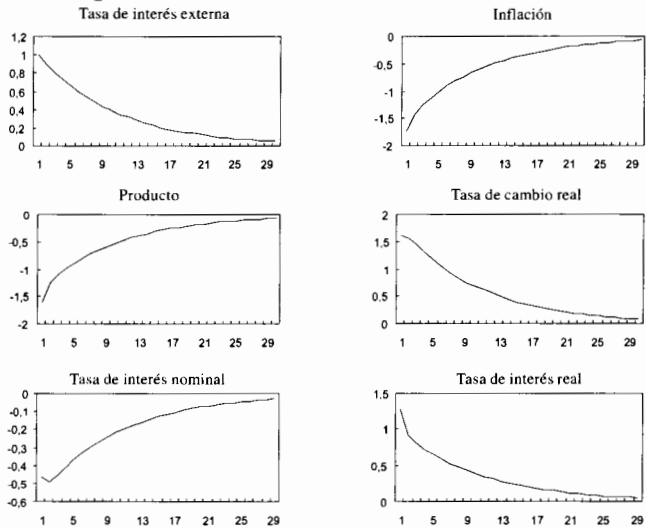 Tasa de interés externa
1,2
1
0,8
0,6
0,4
0,2
0
1 5 9 13 17 21 25 29
Inflación
0
-0,5
-1
-1,5
-2
1 5 9 13 17 21 25 29
Producto
0
-0,5
-1
-1,5
-2
1 5 9 13 17 21 25 29
Tasa de cambio real
2
1,5
1
0,5
0
1 5 9 13 17 21 25 29
Tasa de interés nominal
0
-0,1
-0,2
-0,3
-0,4
-0,5
-0,6
1 5 9 13 17 21 25 29
Tasa de interés real
1.5
1
0,5
0
1 5 9 13 17 21 25 29